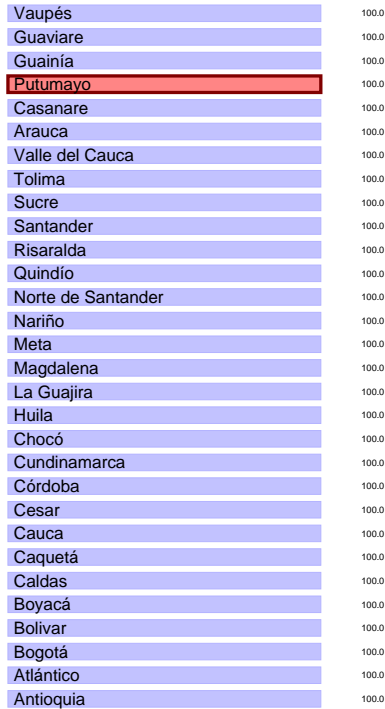 Vaupés 100.0
Guaviare 100.0
Guainía 100.0
Putumayo 100.0
Casanare 100.0
Arauca 100.0
Valle del Cauca 100.0
Tolima 100.0
Sucre 100.0
Santander 100.0
Risaralda 100.0
Quindío 100.0
Norte de Santander 100.0
Nariño 100.0
Meta 100.0
Magdalena 100.0
La Guajira 100.0
Huila 100.0
Chocó 100.0
Cundinamarca 100.0
Córdoba 100.0
Cesar 100.0
Cauca 100.0
Caquetá 100.0
Caldas 100.0
Boyacá 100.0
Bolivar 100.0
Bogotá 100.0
Atlántico 100.0
Antioquia 100.0